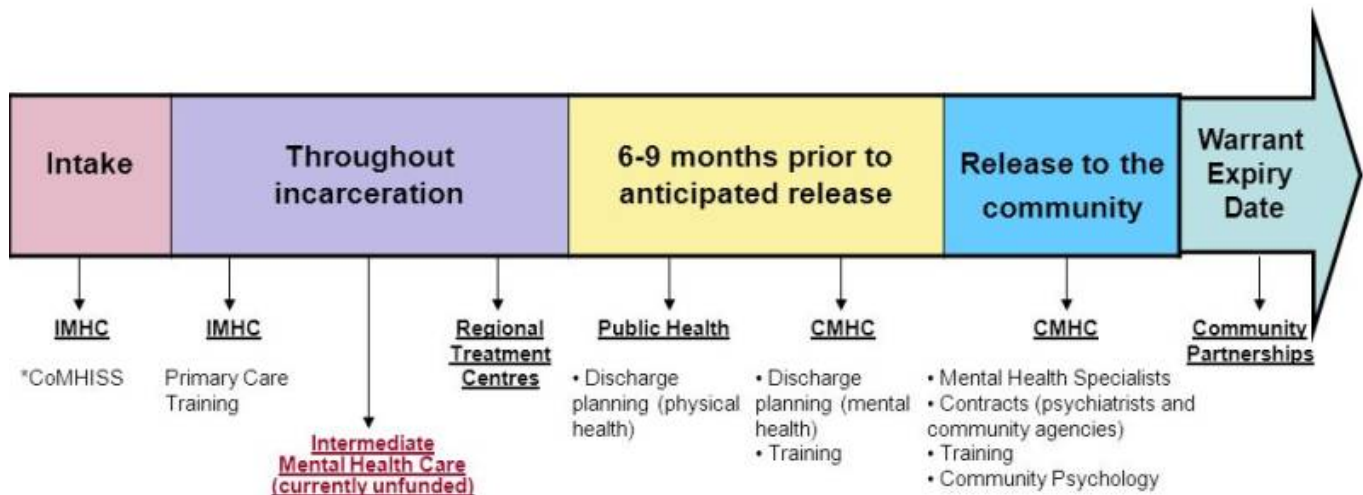 Intake
Throughout
incarceration
6-9 months prior to
anticipated release
Release to the
community
Warrant
Expiry
Date
IMHC
*CoMHISS
IMHC
Primary Care
Training
Intermediate
Mental Health Care
(currently unfunded)
Regional
Treatment
Centres
Public Health
• Discharge
planning (physical
health)
CMHC
• Discharge
planning (mental
health)
• Training
CMHC
• Mental Health Specialists
• Contracts (psychiatrists and
community agencies)
• Training
• Community Psychology
Community
Partnerships